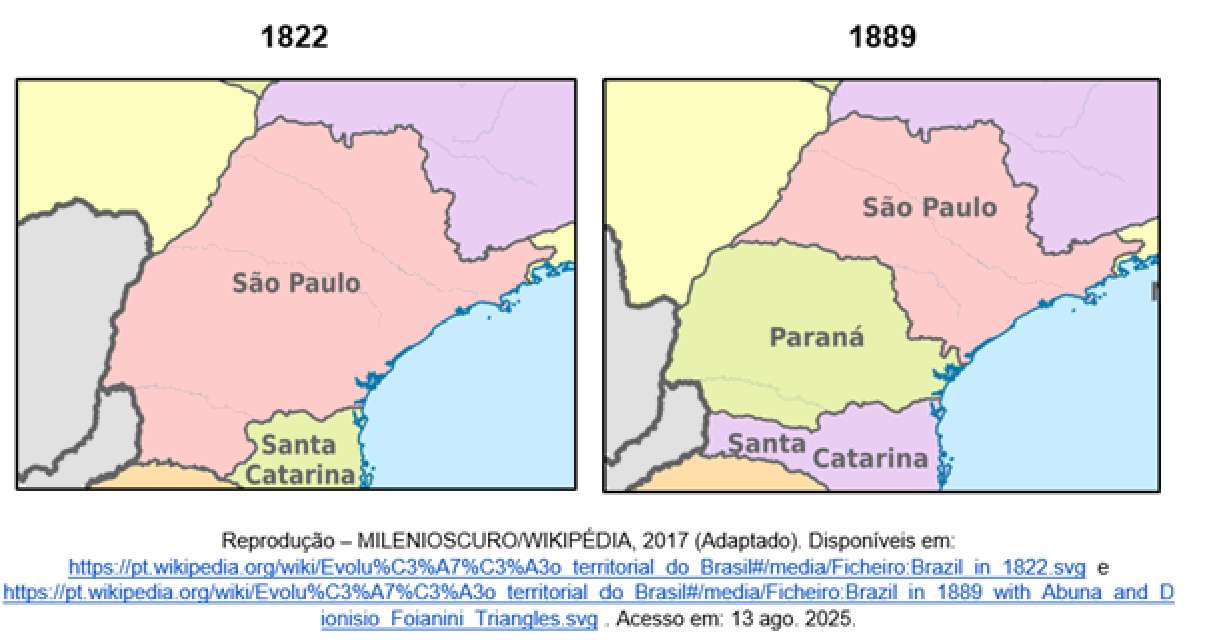 1822
1889
São Paulo
Santa
Catarina
São Paulo
Paraná
Santa Catarina
Reprodução – MILENIOSCURO/WIKIPÉDIA, 2017 (Adaptado). Disponíveis em:
https://pt.wikipedia.org/wiki/Evolu%C3%A7%C3%A3o_territorial_do_Brasil#/media/Ficheiro:Brazil_in_1822.svg e
https://pt.wikipedia.org/wiki/Evolu%C3%A7%C3%A3o_territorial_do_Brasil#/media/Ficheiro:Brazil_in_1889_with_Abuna_and_D
ionisio_Foianini_Triangles.svg . Acesso em: 13 ago. 2025.